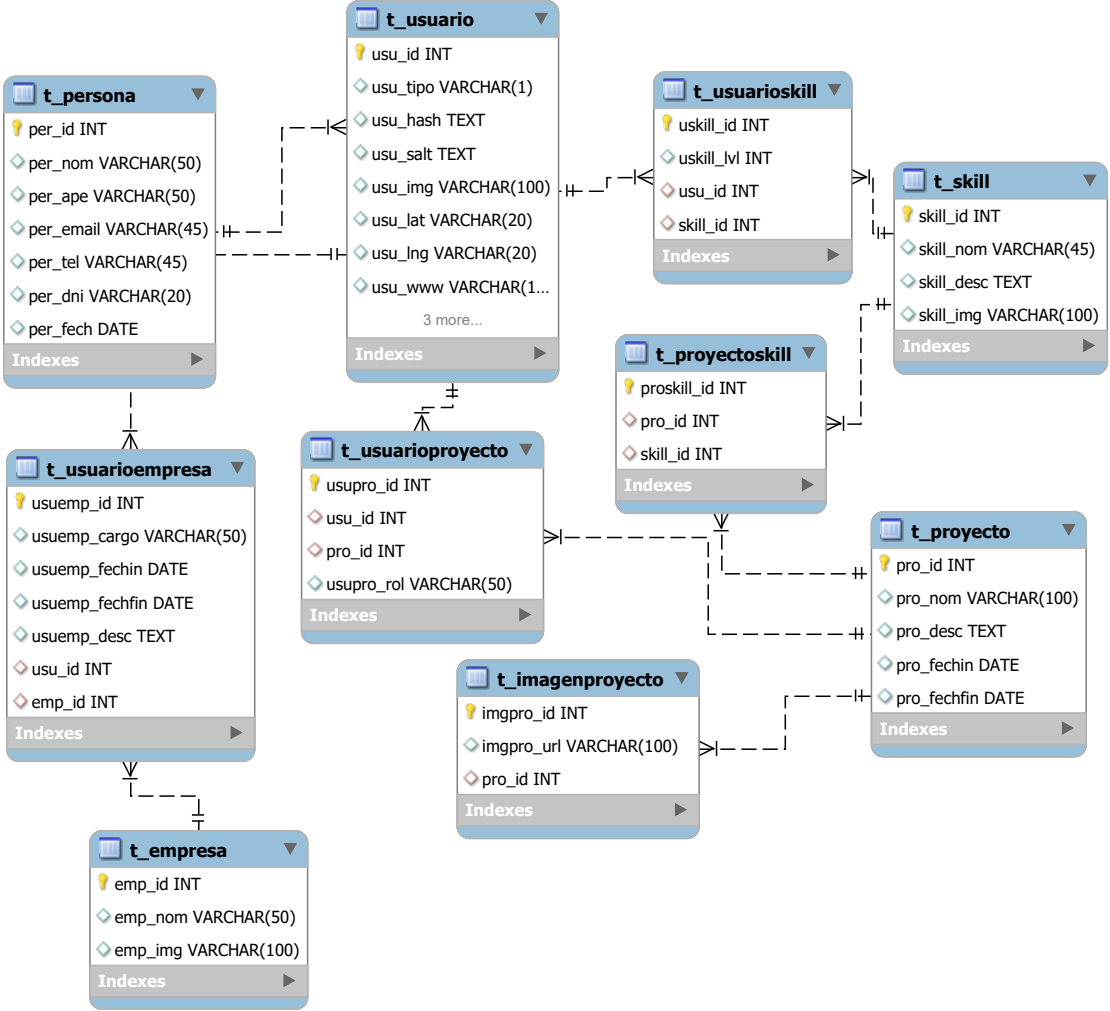 t_usuario
usu_id INT
usu_tipo VARCHAR(1)
usu_hash TEXT
usu_salt TEXT
usu_img VARCHAR(100)
usu_lat VARCHAR(20)
usu_lng VARCHAR(20)
usu_www VARCHAR(1...
3 more...
Indexes
t_persona
per_id INT
per_nom VARCHAR(50)
per_ape VARCHAR(50)
per_email VARCHAR(45)
per_tel VARCHAR(45)
per_dni VARCHAR(20)
per_fech DATE
Indexes
t_usuarioskill
uskill_id INT
uskill_lvl INT
usu_id INT
skill_id INT
Indexes
t_skill
skill_id INT
skill_nom VARCHAR(45)
skill_desc TEXT
skill_img VARCHAR(100)
Indexes
t_proyectoskill
proskill_id INT
pro_id INT
skill_id INT
Indexes
t_usuarioproyecto
usupro_id INT
usu_id INT
pro_id INT
usupro_rol VARCHAR(50)
Indexes
t_usuarioempresa
usuemp_id INT
usuemp_cargo VARCHAR(50)
usuemp_fechin DATE
usuemp_fechfin DATE
usuemp_desc TEXT
usu_id INT
emp_id INT
Indexes
t_proyecto
pro_id INT
pro_nom VARCHAR(100)
pro_desc TEXT
pro_fechin DATE
pro_fechfin DATE
Indexes
t_imagenproyecto
imgpro_id INT
imgpro_url VARCHAR(100)
pro_id INT
Indexes
t_empresa
emp_id INT
emp_nom VARCHAR(50)
emp_img VARCHAR(100)
Indexes